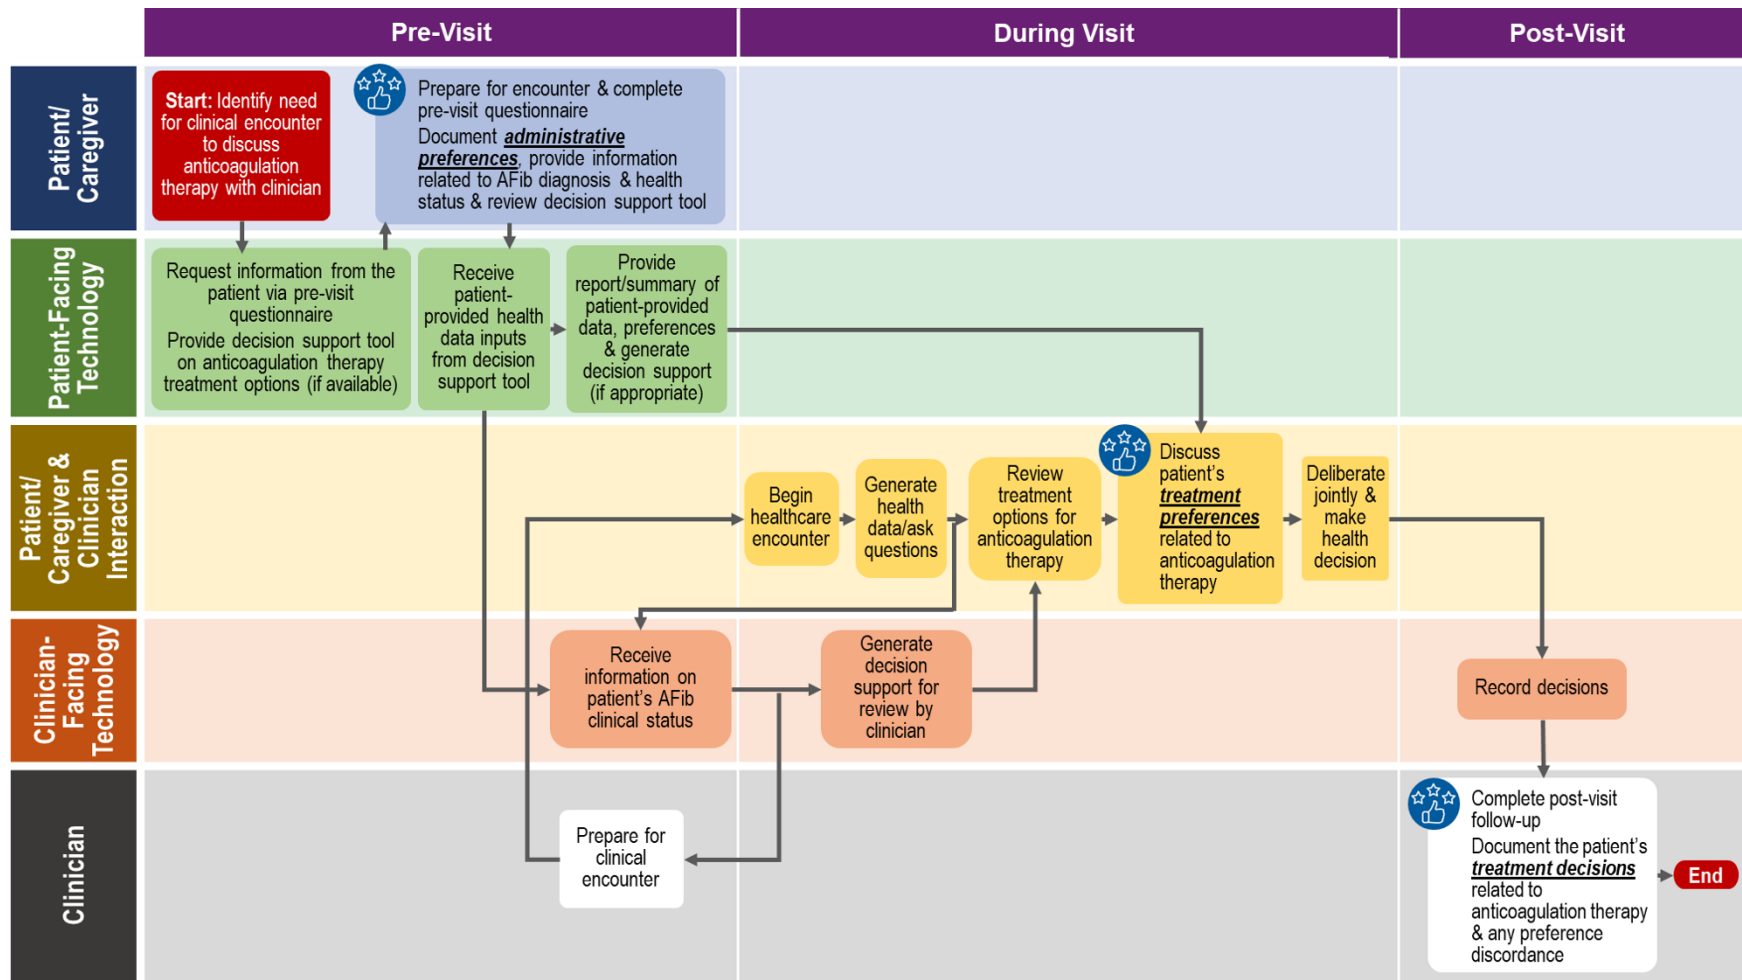 Pre-Visit
During Visit
Post-Visit
Patient/
Caregiver
Start: Identify need
for clinical encounter
to discuss
anticoagulation
therapy with clinician
Prepare for encounter & complete
pre-visit questionnaire
Document administrative
preferences, provide information
related to AFib diagnosis & health
status & review decision support tool
Patient-Facing
Technology
Request information from the
patient via pre-visit
questionnaire
Provide decision support tool
on anticoagulation therapy
treatment options (if available)
Receive
patient-
provided health
data inputs
from decision
support tool
Provide
report/summary of
patient-provided
data, preferences
& generate
decision support
(if appropriate)
Patient/
Caregiver &
Clinician
Interaction
Begin
healthcare
encounter
Generate
health
data/ask
questions
Review
treatment
options for
anticoagulation
therapy
Discuss
patient’s
treatment
preferences
related to
anticoagulation
therapy
Deliberate
jointly &
make
health
decision
Clinician-
Facing
Technology
Receive
information on
patient’s AFib
clinical status
Generate
decision
support for
review by
clinician
Record decisions
Clinician
Prepare for
clinical
encounter
Complete post-visit
follow-up
Document the patient’s
treatment decisions
related to
anticoagulation therapy
& any preference
discordance
End